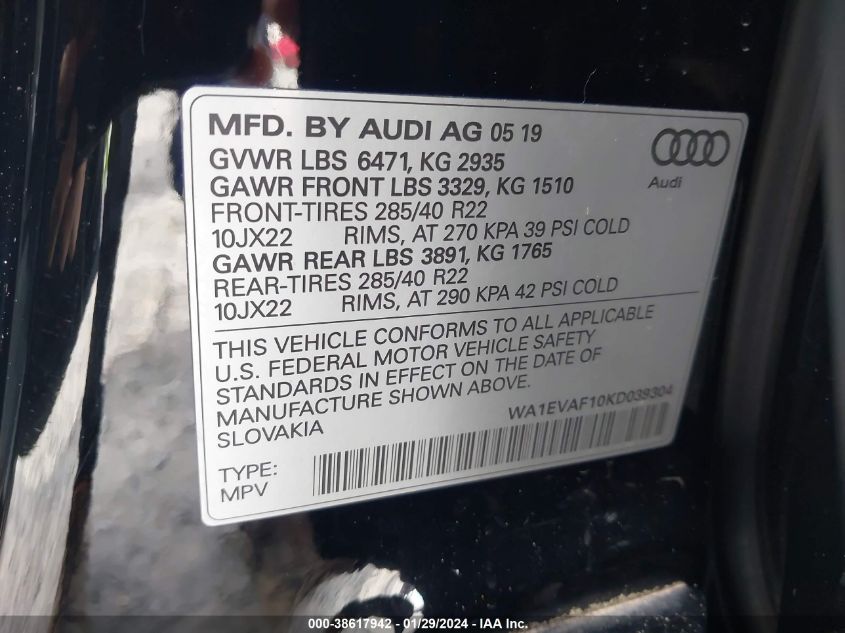 MFD. BY AUDI AG 05 19
GVWR LBS 6471, KG 2935
GAWR FRONT LBS 3329, KG 1510
FRONT-TIRES 285/40 R22
10JX22 RIMS, AT 270 KPA 39 PSI COLD
GAWR REAR LBS 3891, KG 1765
REAR-TIRES 285/40 R22
10JX22 RIMS, AT 290 KPA 42 PSI COLD
Audi
THIS VEHICLE CONFORMS TO ALL APPLICABLE
U.S. FEDERAL MOTOR VEHICLE SAFETY
STANDARDS IN EFFECT ON THE DATE OF
MANUFACTURE SHOWN ABOVE.
SLOVAKIA
WA1EVAF10KD039304
TYPE:
MPV
000-38617942 - 01/29/2024 - IAA Inc.